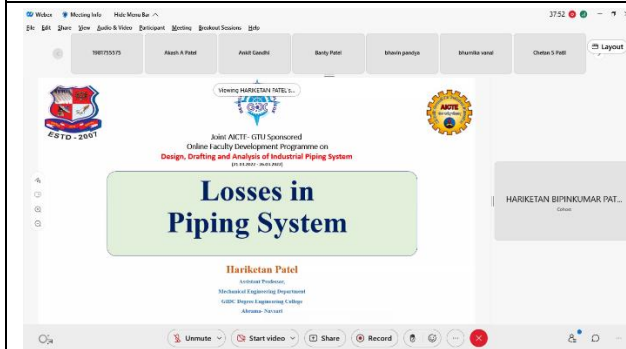 Webex Meeting Info Hide Menu Bar
37:52
File Edit Share View Audio & Video Participant Meeting Breakout Sessions Help
1981755575 Akash A Patel Ankit Gandhi Banty Patel bhavin pandya bhumika vanal Chetan S Patil Layout
Viewing HARIKETAN PATEL's...
ESTD-2007
AICTE
Joint AICTE- GTU Sponsored
Online Faculty Development Programme on
Design, Drafting and Analysis of Industrial Piping System
Losses in
Piping System
HARIKETAN BIPINKUMAR PAT...
Cohost
Hariketan Patel
Assistant Professor,
Mechanical Engineering Department
GIDC Degree Engineering College
Abrama- Navsari
Unmute Start video Share Record